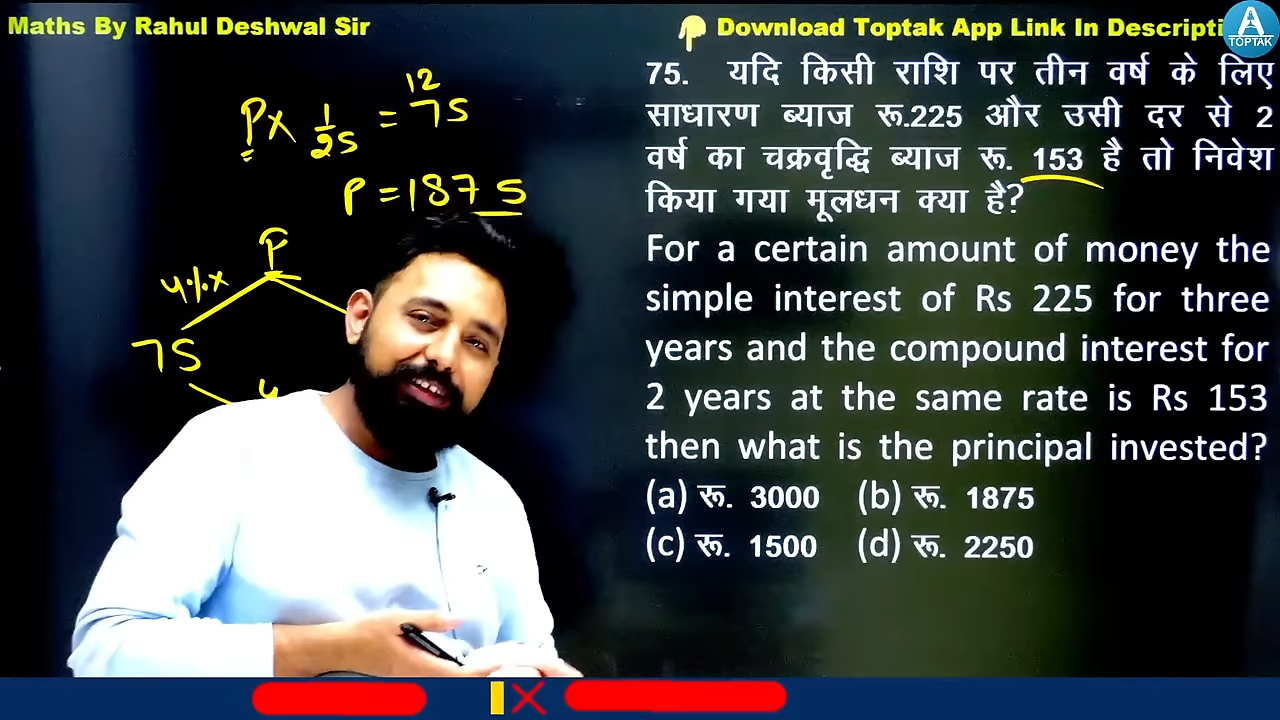 Maths By Rahul Deshwal Sir
Download Toptak App Link In Descripti
A
TOPTAK
12
P× 1/25 = 75
P = 1875
P
4%×
75
4
75. यदि किसी राशि पर तीन वर्ष के लिए
साधारण ब्याज रू.225 और उसी दर से 2
वर्ष का चक्रवृद्धि ब्याज रू. 153 है तो निवेश
किया गया मूलधन क्या है?
For a certain amount of money the
simple interest of Rs 225 for three
years and the compound interest for
2 years at the same rate is Rs 153
then what is the principal invested?
(a) रू. 3000 (b) रू. 1875
(c) रू. 1500 (d) रू. 2250